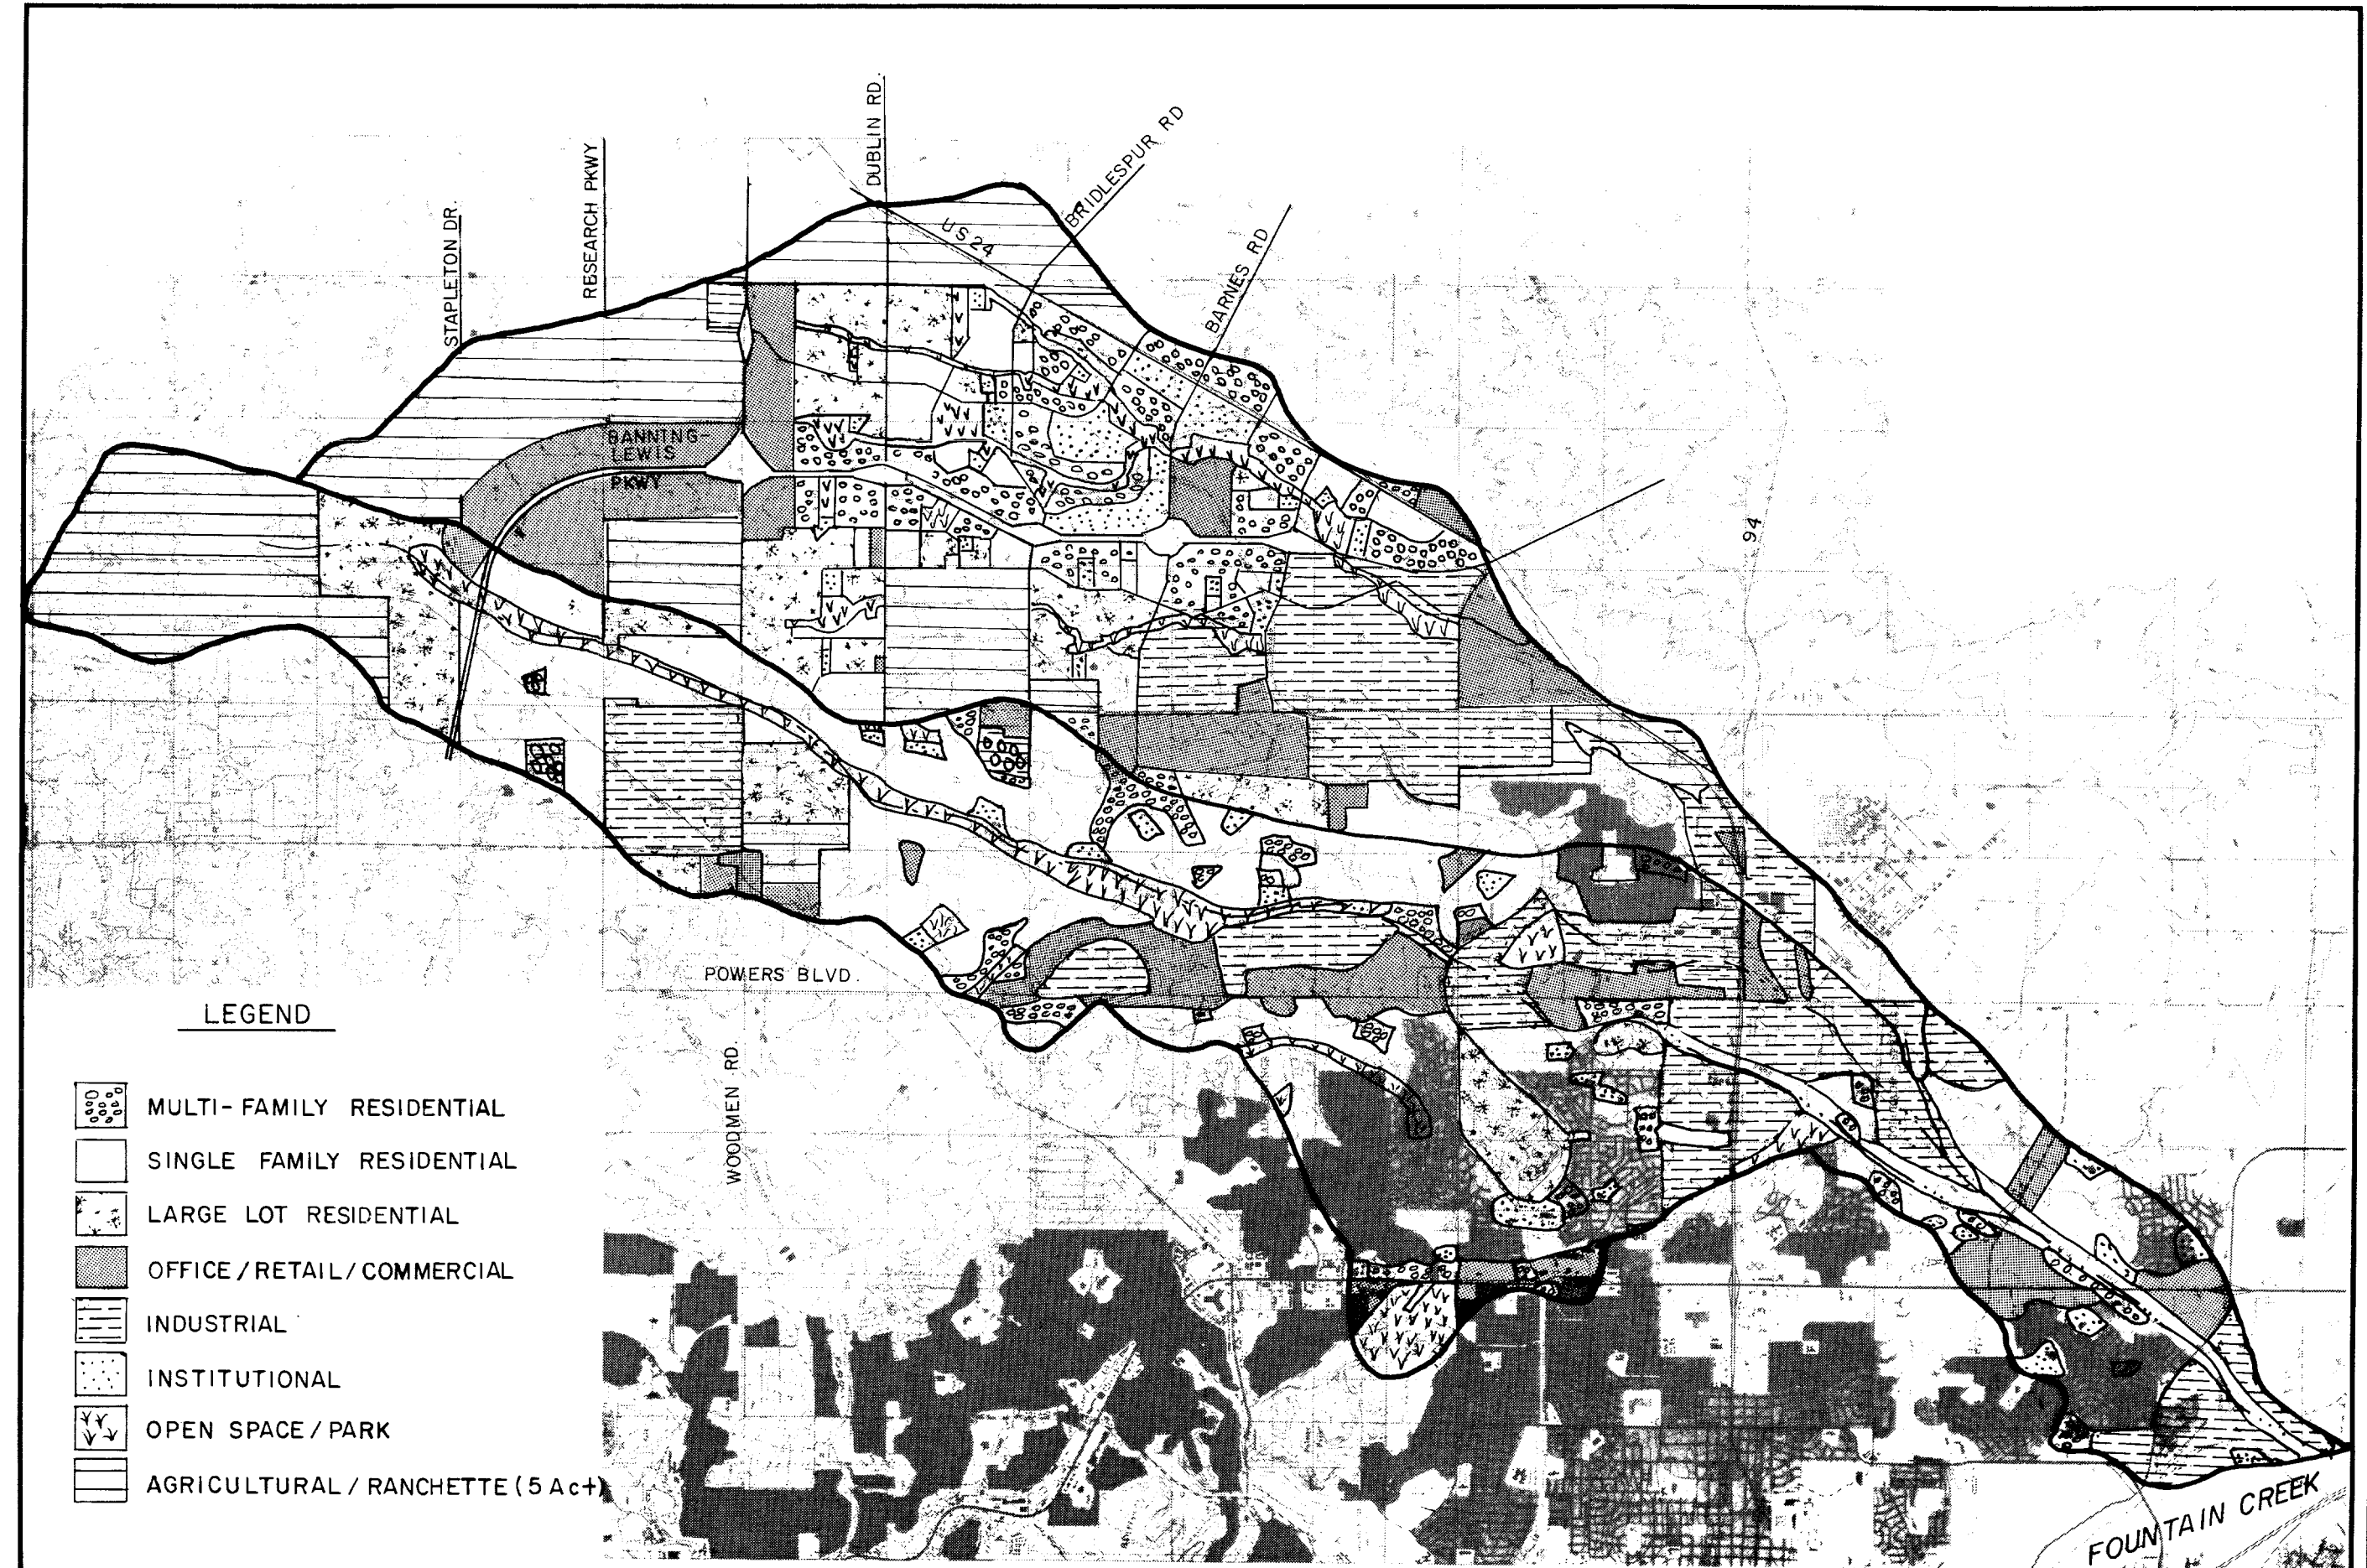 STAPLETON DR.
RESEARCH PKWY
DUBLIN RD.
BRIDLESPUR RD
BARNES RD
US24
94
BANNING-
LEWIS
PKWY
POWERS BLVD.
WOODMEN RD.
LEGEND
MULTI-FAMILY RESIDENTIAL
SINGLE FAMILY RESIDENTIAL
LARGE LOT RESIDENTIAL
OFFICE/RETAIL/COMMERCIAL
INDUSTRIAL
INSTITUTIONAL
OPEN SPACE/PARK
AGRICULTURAL/RANCHETTE (5 Ac+)
FOUNTAIN CREEK